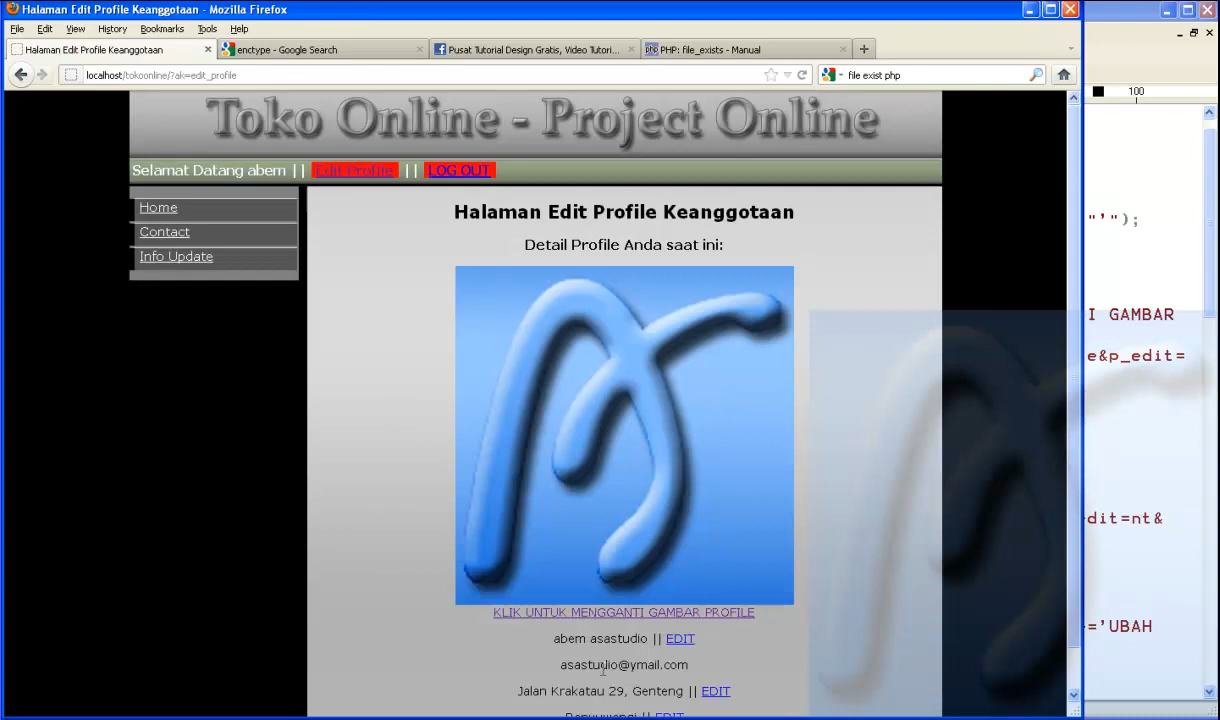 Halaman Edit Profile Keanggotaan - Mozilla Firefox
File Edit View History Bookmarks Tools Help
Halaman Edit Profile Keanggotaan
enctype - Google Search
Pusat Tutorial Design Gratis, Video Tutori...
PHP: file_exists - Manual
localhost/tokoonline/?ak=edit_profile
file exist php
100
Toko Online - Project Online
Selamat Datang abem || Edit Profile || LOG OUT
Home
Contact
Info Update
Halaman Edit Profile Keanggotaan
Detail Profile Anda saat ini:
KLIK UNTUK MENGGANTI GAMBAR PROFILE
abem asastudio || EDIT
asastudio@ymail.com
Jalan Krakatau 29, Genteng || EDIT
Banyuwangi || EDIT
"'");
I GAMBAR
e&p_edit=
dit=nt&
='UBAH